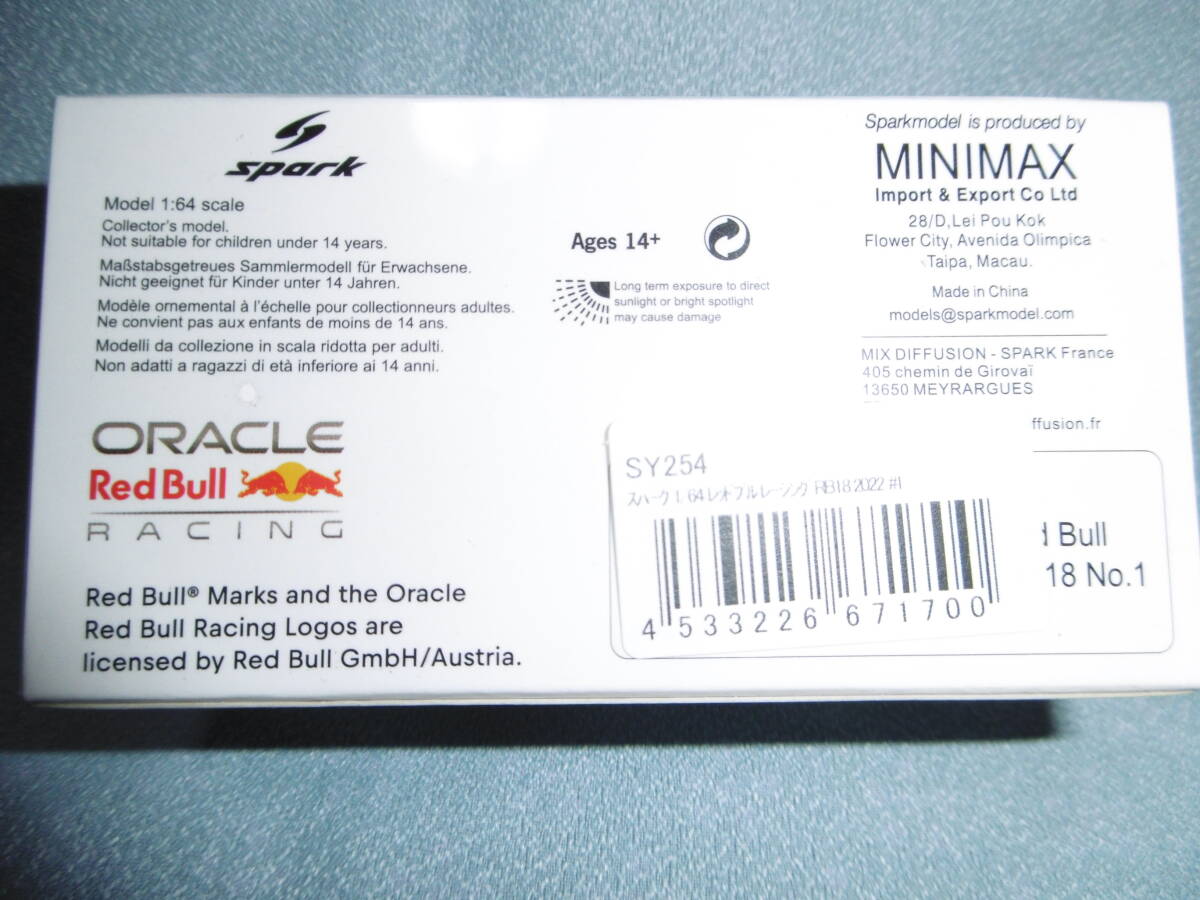 spark
Model 1:64 scale
Collector's model.
Not suitable for children under 14 years.
Maßstabsgetreues Sammlermodell für Erwachsene.
Nicht geeignet für Kinder unter 14 Jahren.
Modèle ornemental à l'échelle pour collectionneurs adultes.
Ne convient pas aux enfants de moins de 14 ans.
Modelli da collezione in scala ridotta per adulti.
Non adatti a ragazzi di età inferiore ai 14 anni.
Ages 14+
Long term exposure to direct
sunlight or bright spotlight
may cause damage
Sparkmodel is produced by
MINIMAX
Import & Export Co Ltd
28/D,Lei Pou Kok
Flower City, Avenida Olimpica
Taipa, Macau.
Made in China
models@sparkmodel.com
MIX DIFFUSION - SPARK France
405 chemin de Girovaï
13650 MEYRARGUES
ffusion.fr
ORACLE
Red Bull
RACING
Red Bull® Marks and the Oracle
Red Bull Racing Logos are
licensed by Red Bull GmbH/Austria.
SY254
スパーク 1/64 レッドブルレーシング RB18 2022 #1
4 533226 671700
Bull
18 No.1